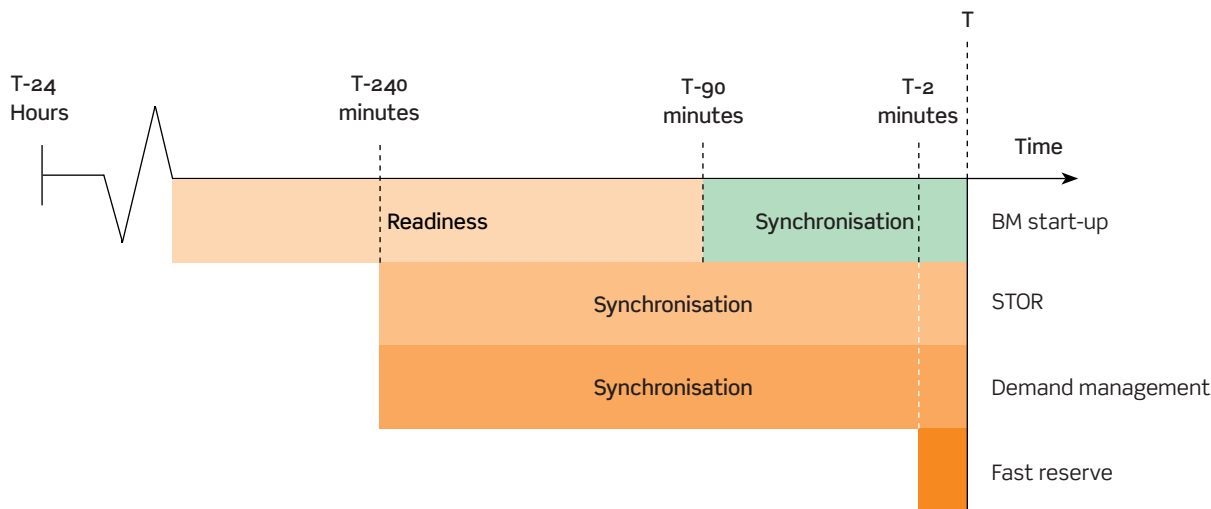 T
T-24
Hours
T-240
minutes
T-90
minutes
T-2
minutes
Time
Readiness
Synchronisation
BM start-up
Synchronisation
STOR
Synchronisation
Demand management
Fast reserve